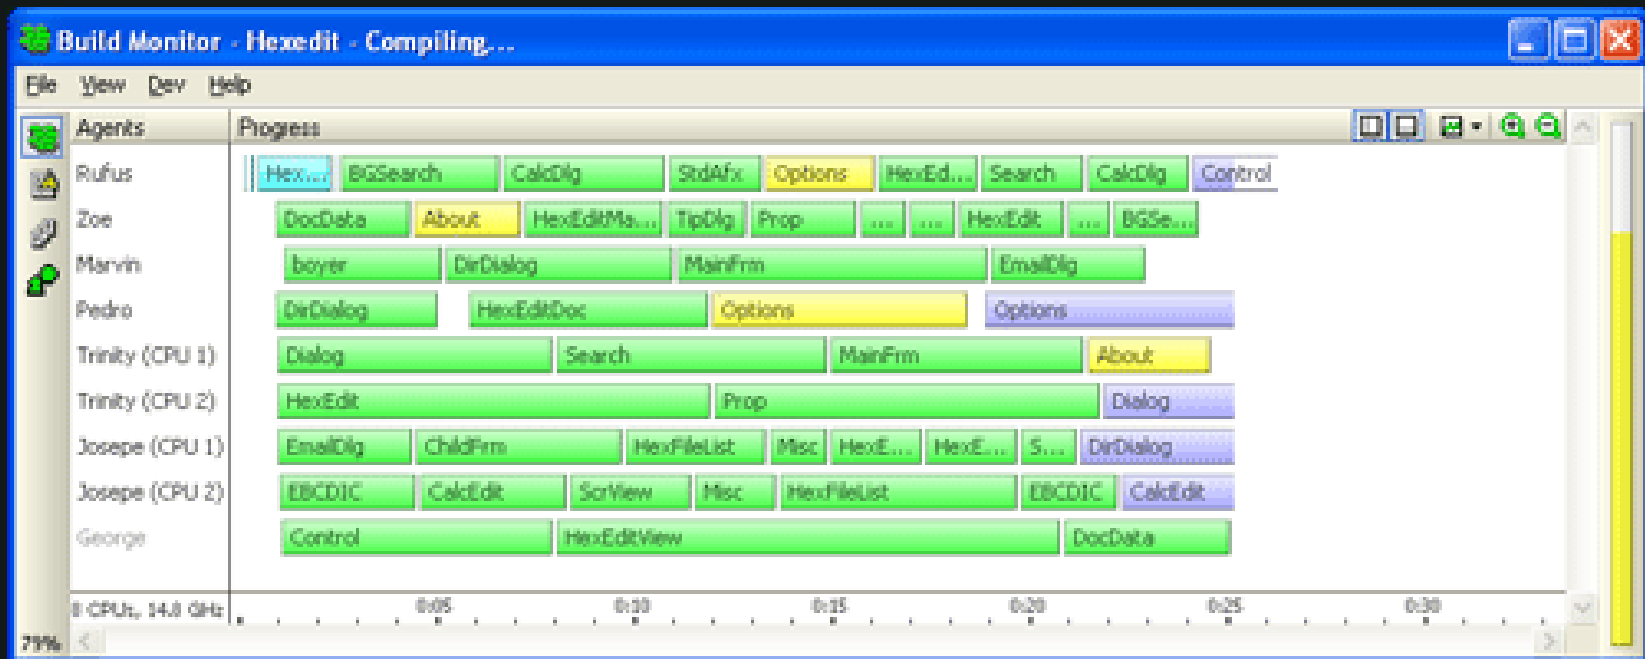 Build Monitor - Hexedit - Compiling...
File View Dev Help
Agents Progress
Rufus Hex... BGSearch CalcDlg StdAfx Options HexEd... Search CalcDlg Control
Zoe DocData About HexEditMa... TipDlg Prop ... ... HexEdit ... BGSe...
Marvin boyer DirDialog MainFrm EmailDlg
Pedro DirDialog HexEditDoc Options Options
Trinity (CPU 1) Dialog Search MainFrm About
Trinity (CPU 2) HexEdit Prop Dialog
Josepe (CPU 1) EmailDlg ChildFrm HexFileList Misc HexE... HexE... S... DirDialog
Josepe (CPU 2) EBCDIC CalcEdit ScrView Misc HexFileList EBCDIC CalcEdit
George Control HexEditView DocData
8 CPUs, 14.8 GHz 0:05 0:10 0:15 0:20 0:25 0:30
79%